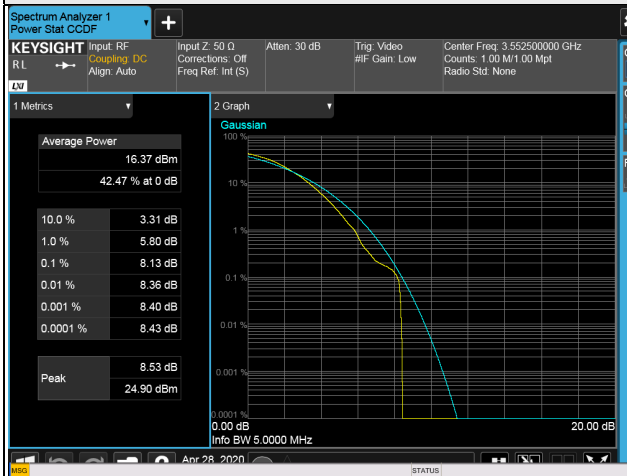 Spectrum Analyzer 1
Power Stat CCDF
KEYSIGHT
RL
LXI
Input: RF
Coupling: DC
Align: Auto
Input Z: 50 Ω
Corrections: Off
Freq Ref: Int (S)
Atten: 30 dB
Trig: Video
#IF Gain: Low
Center Freq: 3.552500000 GHz
Counts: 1.00 M/1.00 Mpt
Radio Std: None
1 Metrics
Average Power
16.37 dBm
42.47 % at 0 dB
10.0 % 3.31 dB
1.0 % 5.80 dB
0.1 % 8.13 dB
0.01 % 8.36 dB
0.001 % 8.40 dB
0.0001 % 8.43 dB
Peak 8.53 dB
24.90 dBm
2 Graph
Gaussian
100 %
10 %
1 %
0.1 %
0.01 %
0.001 %
0.0001 %
0.00 dB 20.00 dB
Info BW 5.0000 MHz
Apr 28, 2020
MSG STATUS